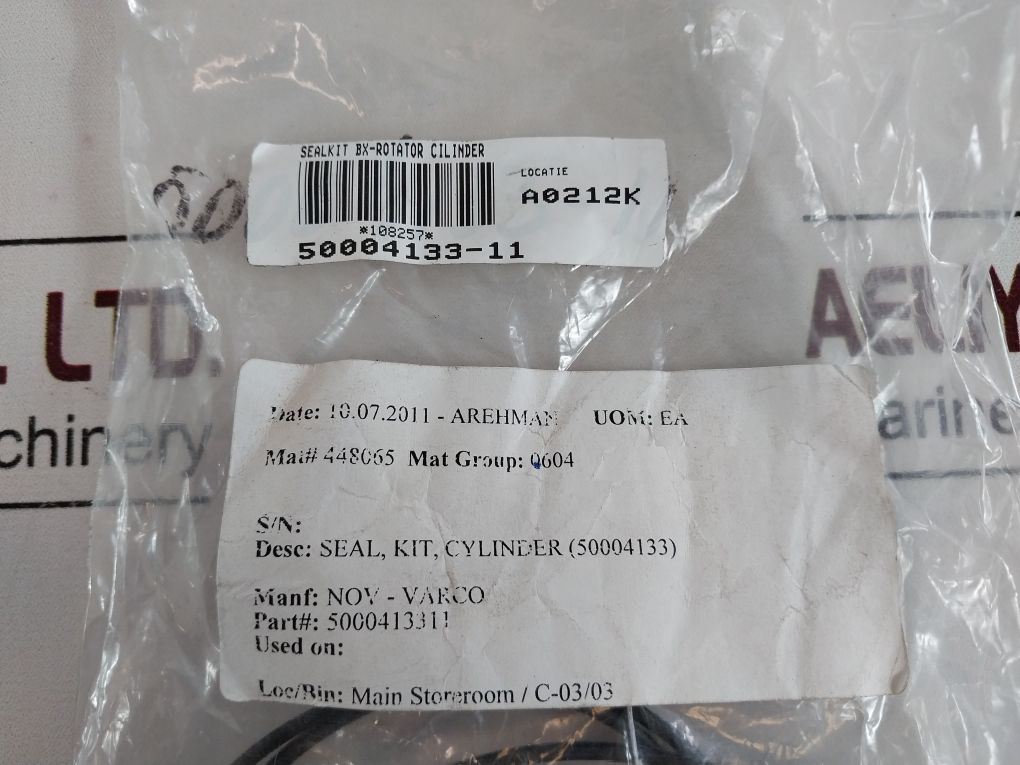 SEALKIT BX-ROTATOR CILINDER
LOCATIE
A0212K
*108257*
50004133-11
LTD.
AELIY
chinery
arine
Date: 10.07.2011 - AREHMAN UOM: EA
Mat# 448065 Mat Group: 0604
S/N:
Desc: SEAL, KIT, CYLINDER (50004133)
Manf: NOV - VARCO
Part#: 5000413311
Used on:
Loc/Bin: Main Storeroom / C-03/03